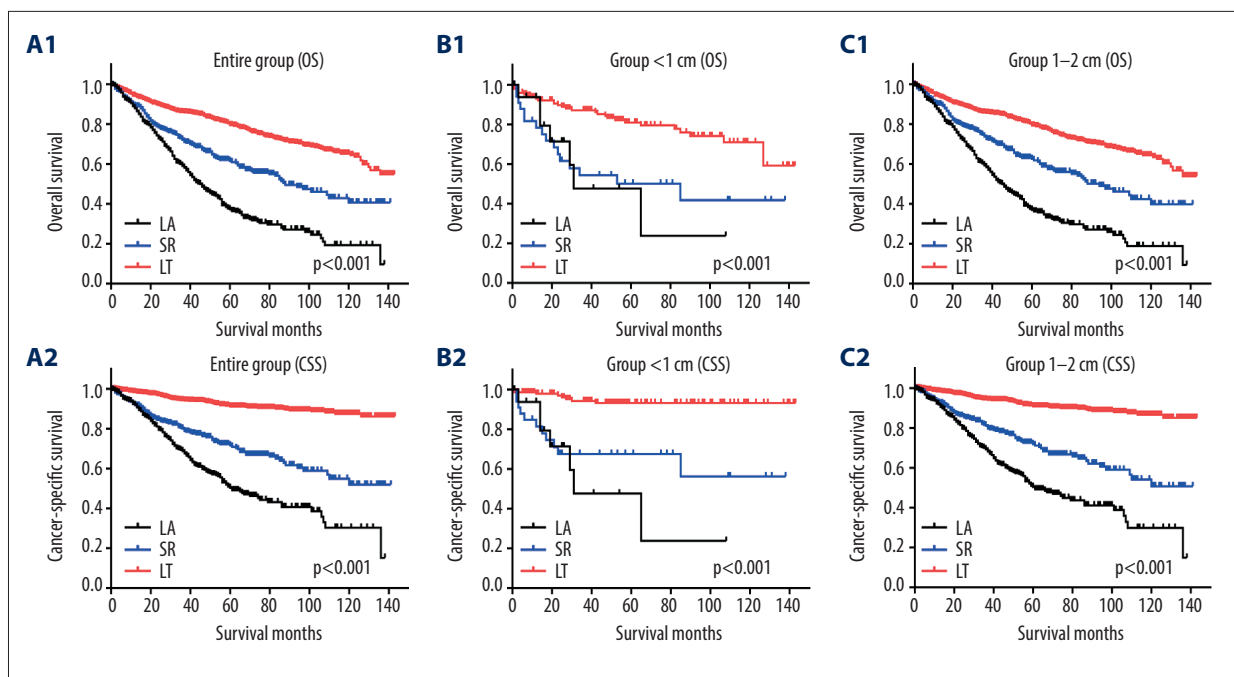 A1
Entire group (OS)
Overall survival
1.0
0.8
0.6
0.4
0.2
0.0
LA
SR
LT
p<0.001
0 20 40 60 80 100 120 140
Survival months
B1
Group <1 cm (OS)
Overall survival
1.0
0.8
0.6
0.4
0.2
0.0
LA
SR
LT
p<0.001
0 20 40 60 80 100 120 140
Survival months
C1
Group 1–2 cm (OS)
Overall survival
1.0
0.8
0.6
0.4
0.2
0.0
LA
SR
LT
p<0.001
0 20 40 60 80 100 120 140
Survival months
A2
Entire group (CSS)
Cancer-specific survival
1.0
0.8
0.6
0.4
0.2
0.0
LA
SR
LT
p<0.001
0 20 40 60 80 100 120 140
Survival months
B2
Group <1 cm (CSS)
Cancer-specific survival
1.0
0.8
0.6
0.4
0.2
0.0
LA
SR
LT
p<0.001
0 20 40 60 80 100 120 140
Survival months
C2
Group 1–2 cm (CSS)
Cancer-specific survival
1.0
0.8
0.6
0.4
0.2
0.0
LA
SR
LT
p<0.001
0 20 40 60 80 100 120 140
Survival months